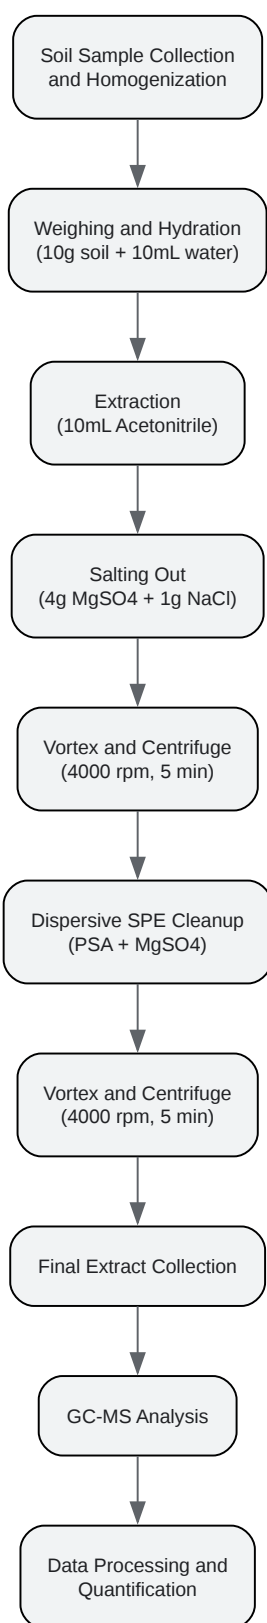 Soil Sample Collection
and Homogenization
Weighing and Hydration
(10g soil + 10mL water)
Extraction
(10mL Acetonitrile)
Salting Out
(4g MgSO4 + 1g NaCl)
Vortex and Centrifuge
(4000 rpm, 5 min)
Dispersive SPE Cleanup
(PSA + MgSO4)
Vortex and Centrifuge
(4000 rpm, 5 min)
Final Extract Collection
GC-MS Analysis
Data Processing and
Quantification